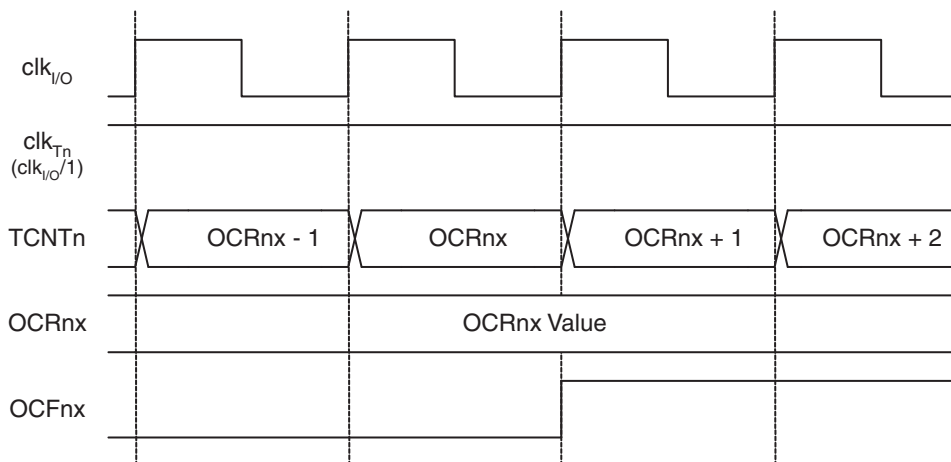 clkI/O
clkTn
(clkI/O/1)
TCNTn OCRnx - 1 OCRnx OCRnx + 1 OCRnx + 2
OCRnx OCRnx Value
OCFnx